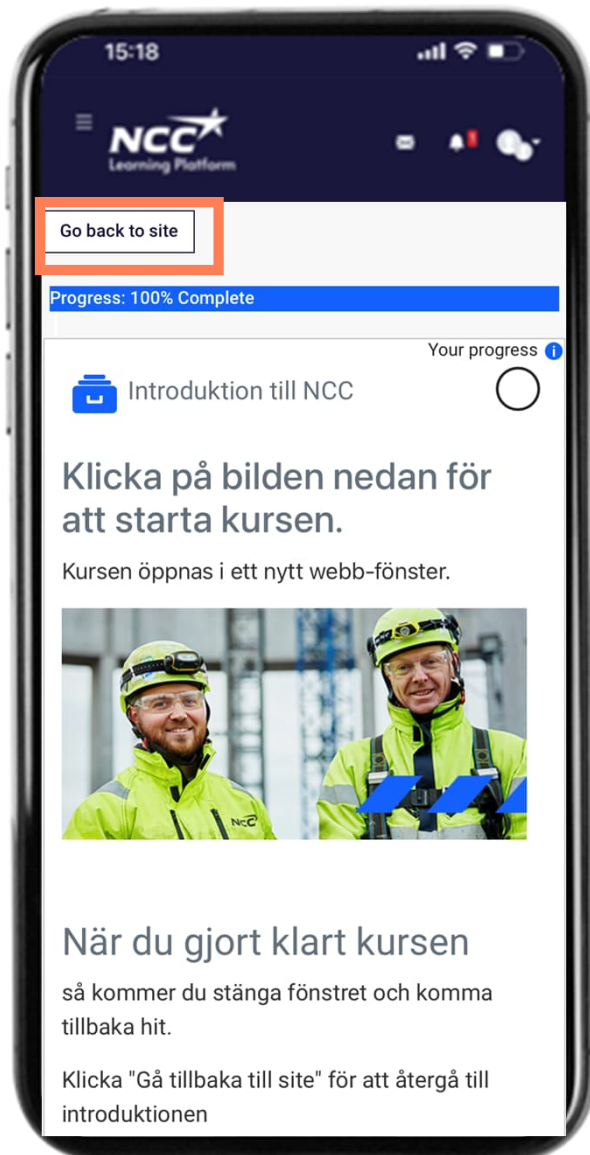 15:18
NCC
Learning Platform
Go back to site
Progress: 100% Complete
Your progress
Introduktion till NCC
Klicka på bilden nedan för
att starta kursen.
Kursen öppnas i ett nytt webb-fönster.
NCC
När du gjort klart kursen
så kommer du stänga fönstret och komma
tillbaka hit.
Klicka "Gå tillbaka till site" för att återgå till
introduktionen